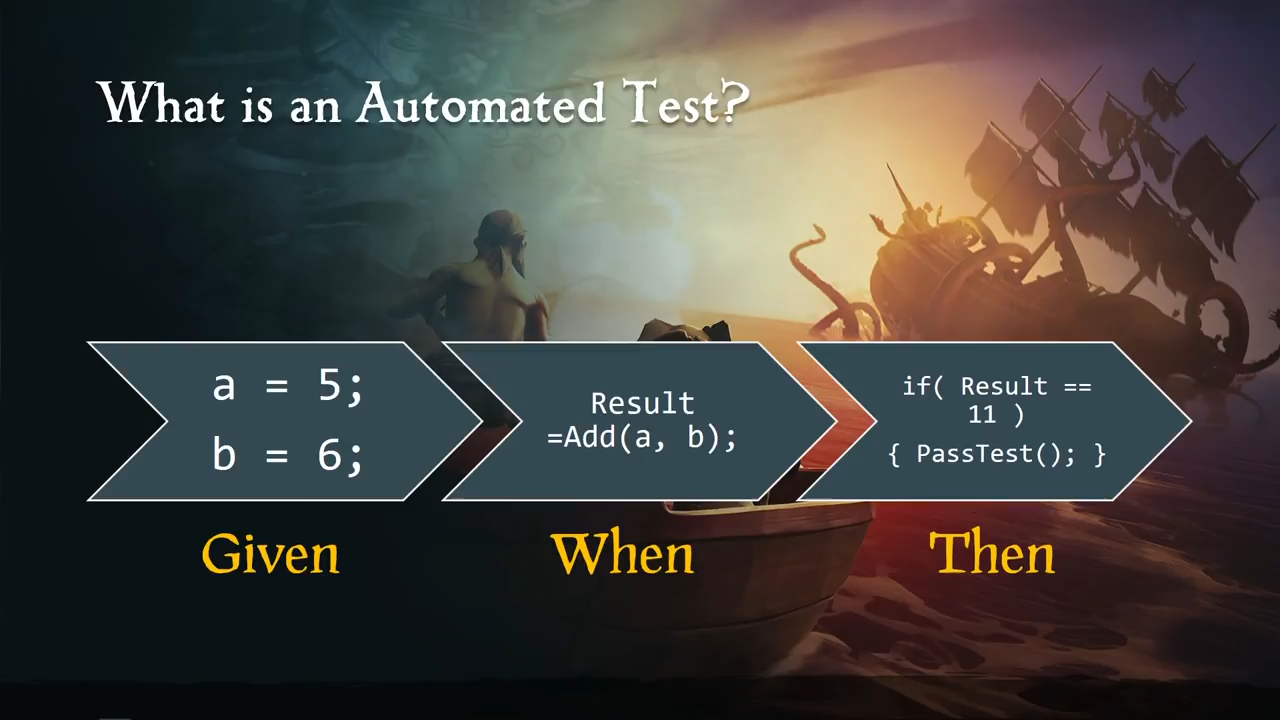 What is an Automated Test?
a = 5;
b = 6;
Result
=Add(a, b);
if( Result ==
11 )
{ PassTest(); }
Given
When
Then